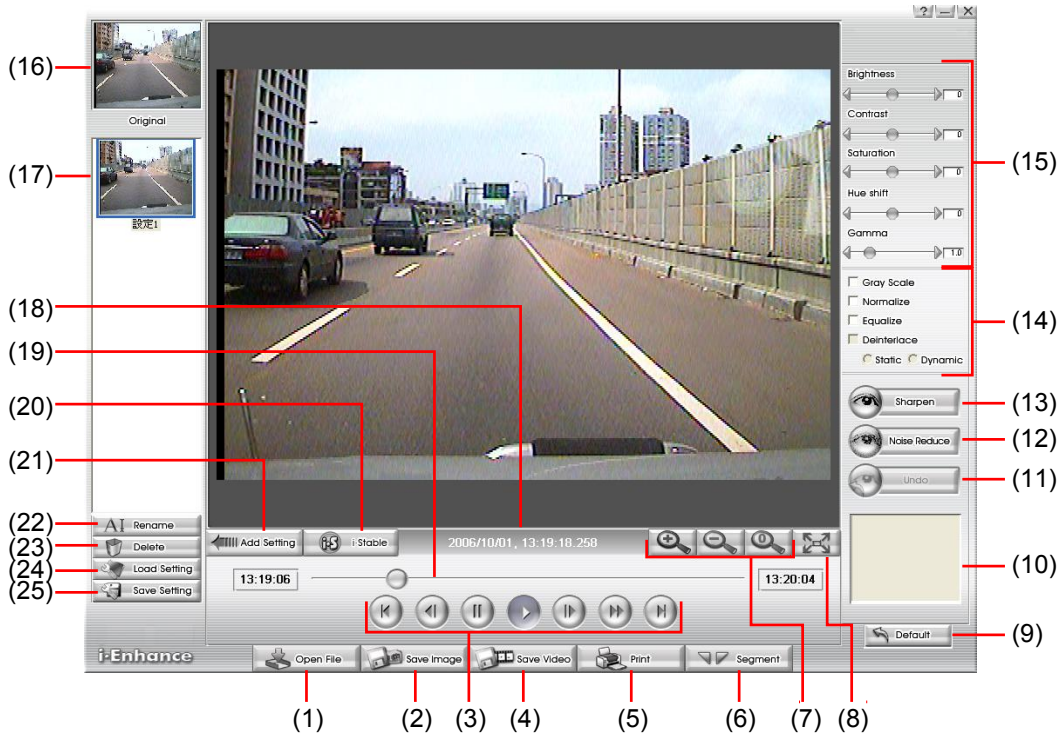 ? — X
(16)
Original
(17)
設定1
Brightness
0
Contrast
0
Saturation
0
Hue shift
0
Gamma
1.0
(15)
Gray Scale
Normalize
Equalize
Deinterlace
Static Dynamic
(14)
(18)
(19)
(20)
(21)
Sharpen
(13)
Noise Reduce
(12)
Undo
(11)
(22)
AI Rename
(23)
Delete
(24)
Load Setting
(25)
Save Setting
Add Setting
i-S i-Stable
2006/10/01, 13:19:18.258
0
13:19:06
13:20:04
(10)
Default
(9)
i-Enhance
Open File
Save Image
Save Video
Print
Segment
(1) (2) (3) (4) (5) (6) (7) (8)